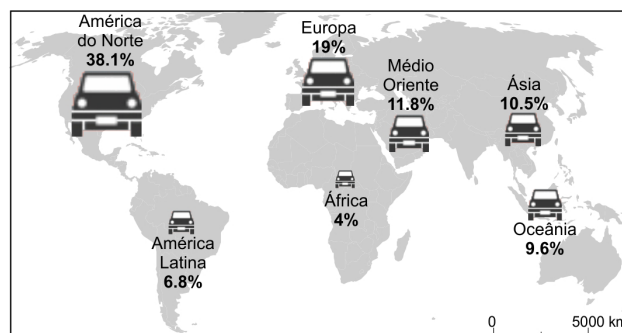 América
do Norte
38.1%
Europa
19%
Médio
Oriente
11.8%
Ásia
10.5%
África
4%
América
Latina
6.8%
Oceânia
9.6%
0 5000 km